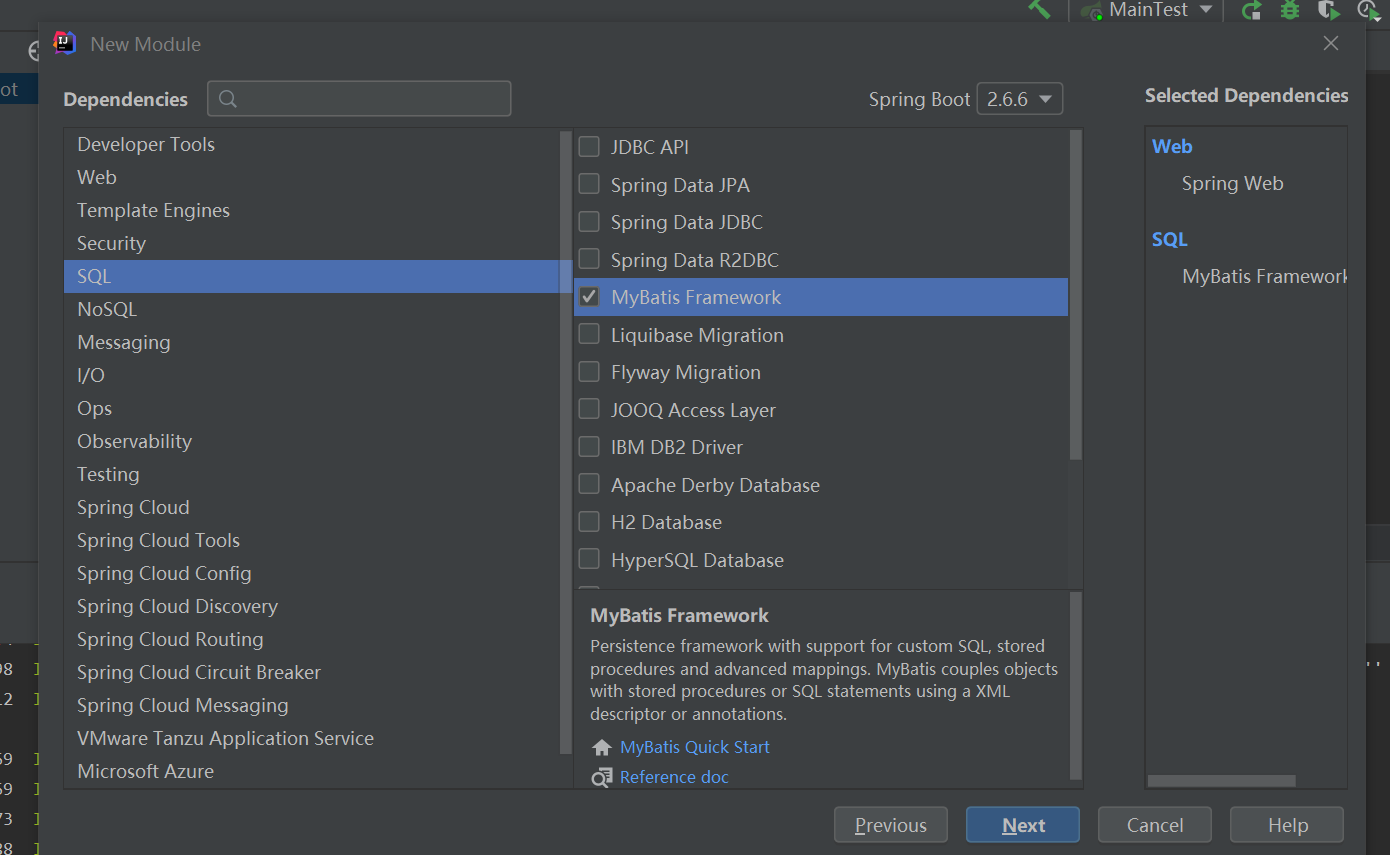 MainTest
New Module
ot
Dependencies
Spring Boot 2.6.6
Selected Dependencies
Developer Tools
Web
Template Engines
Security
SQL
NoSQL
Messaging
I/O
Ops
Observability
Testing
Spring Cloud
Spring Cloud Tools
Spring Cloud Config
Spring Cloud Discovery
Spring Cloud Routing
Spring Cloud Circuit Breaker
Spring Cloud Messaging
VMware Tanzu Application Service
Microsoft Azure
JDBC API
Spring Data JPA
Spring Data JDBC
Spring Data R2DBC
MyBatis Framework
Liquibase Migration
Flyway Migration
JOOQ Access Layer
IBM DB2 Driver
Apache Derby Database
H2 Database
HyperSQL Database
MyBatis Framework
Persistence framework with support for custom SQL, stored
procedures and advanced mappings. MyBatis couples objects
with stored procedures or SQL statements using a XML
descriptor or annotations.
MyBatis Quick Start
Reference doc
Web
Spring Web
SQL
MyBatis Framework
Previous
Next
Cancel
Help